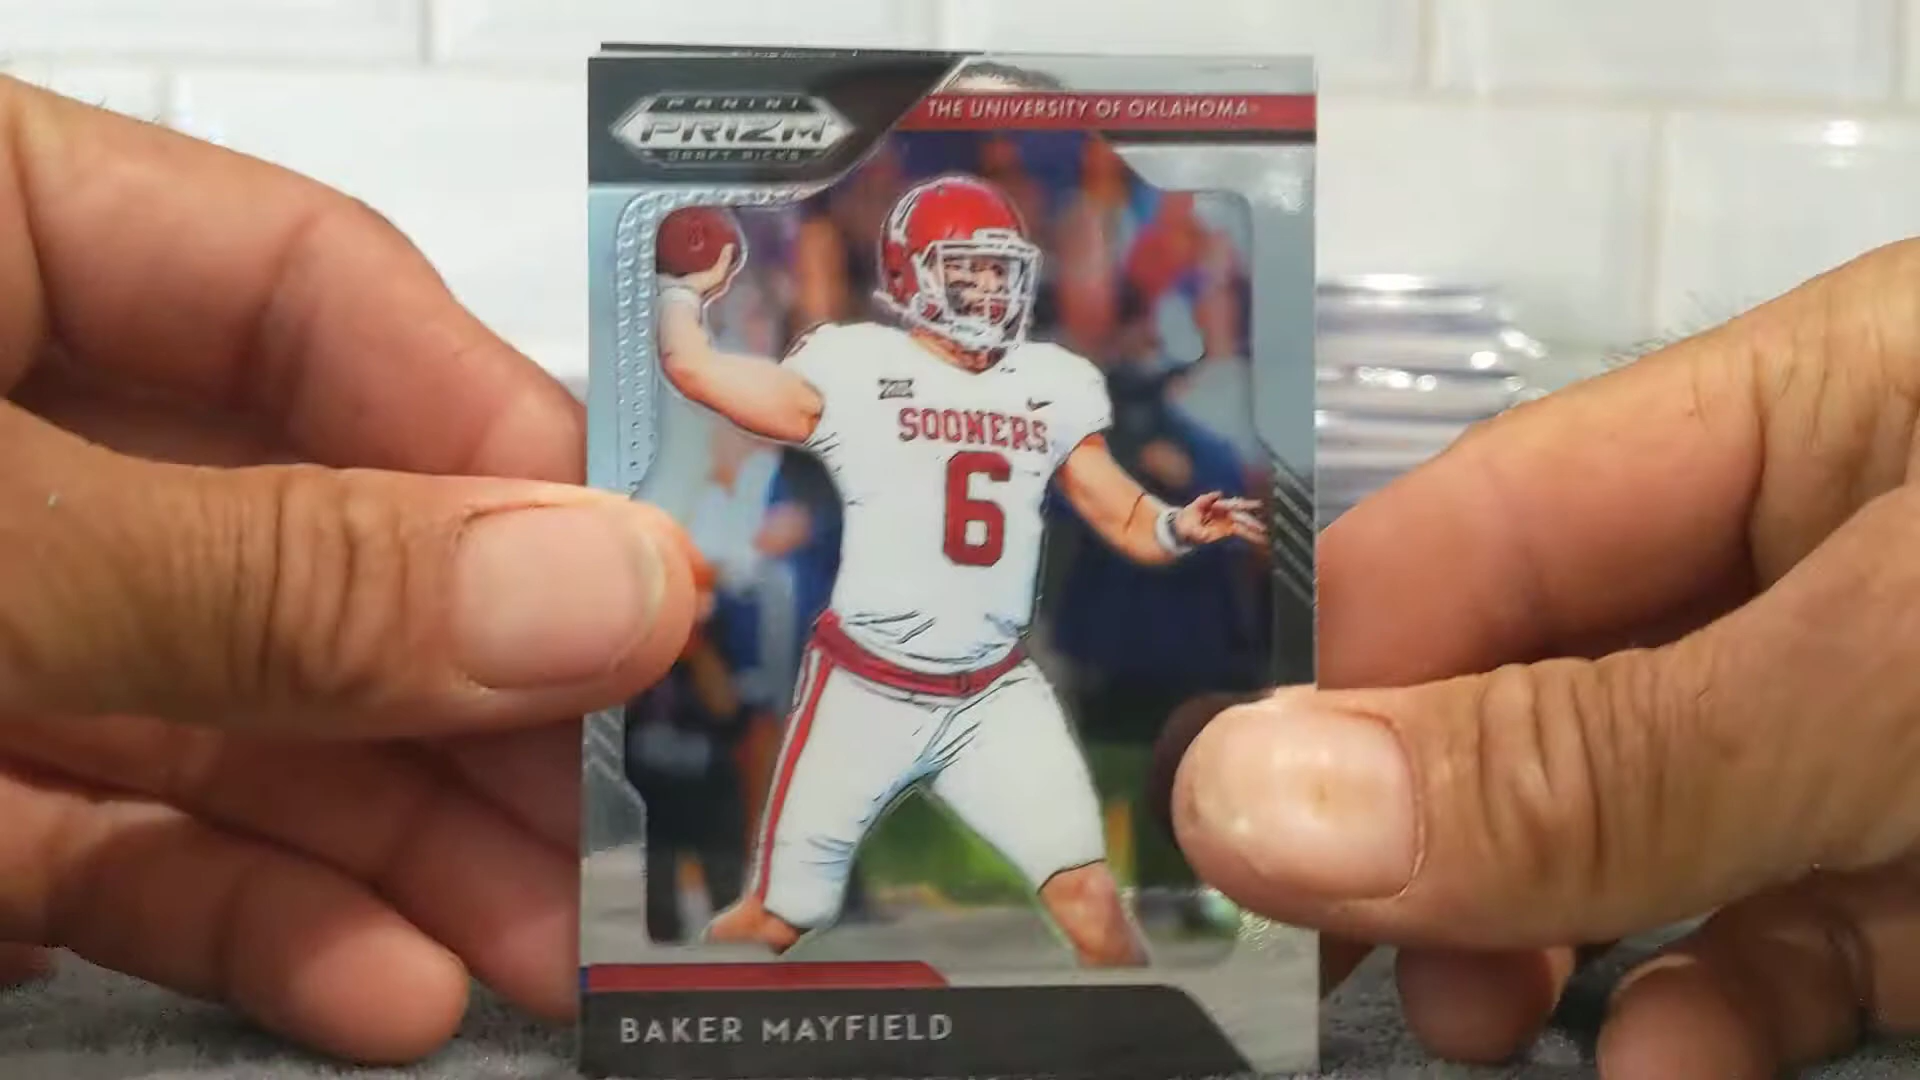 PANINI
PRIZM
DRAFT PICKS
THE UNIVERSITY OF OKLAHOMA
SOONERS
6
BAKER MAYFIELD